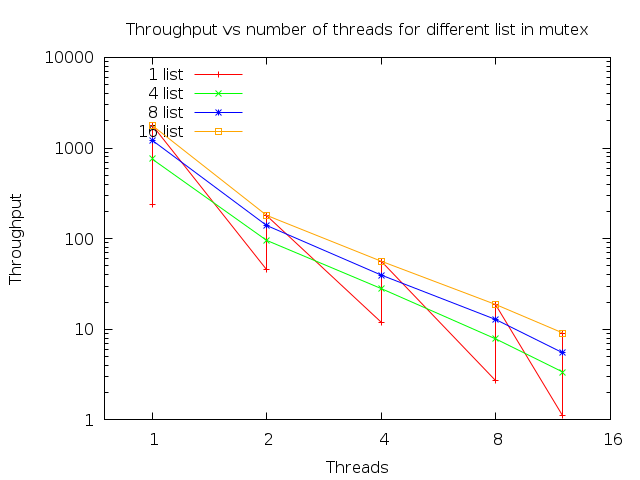 Throughput vs number of threads for different list in mutex
10000
1000
100
10
1
Throughput
1 list
4 list
8 list
16 list
1 2 4 8 16
Threads